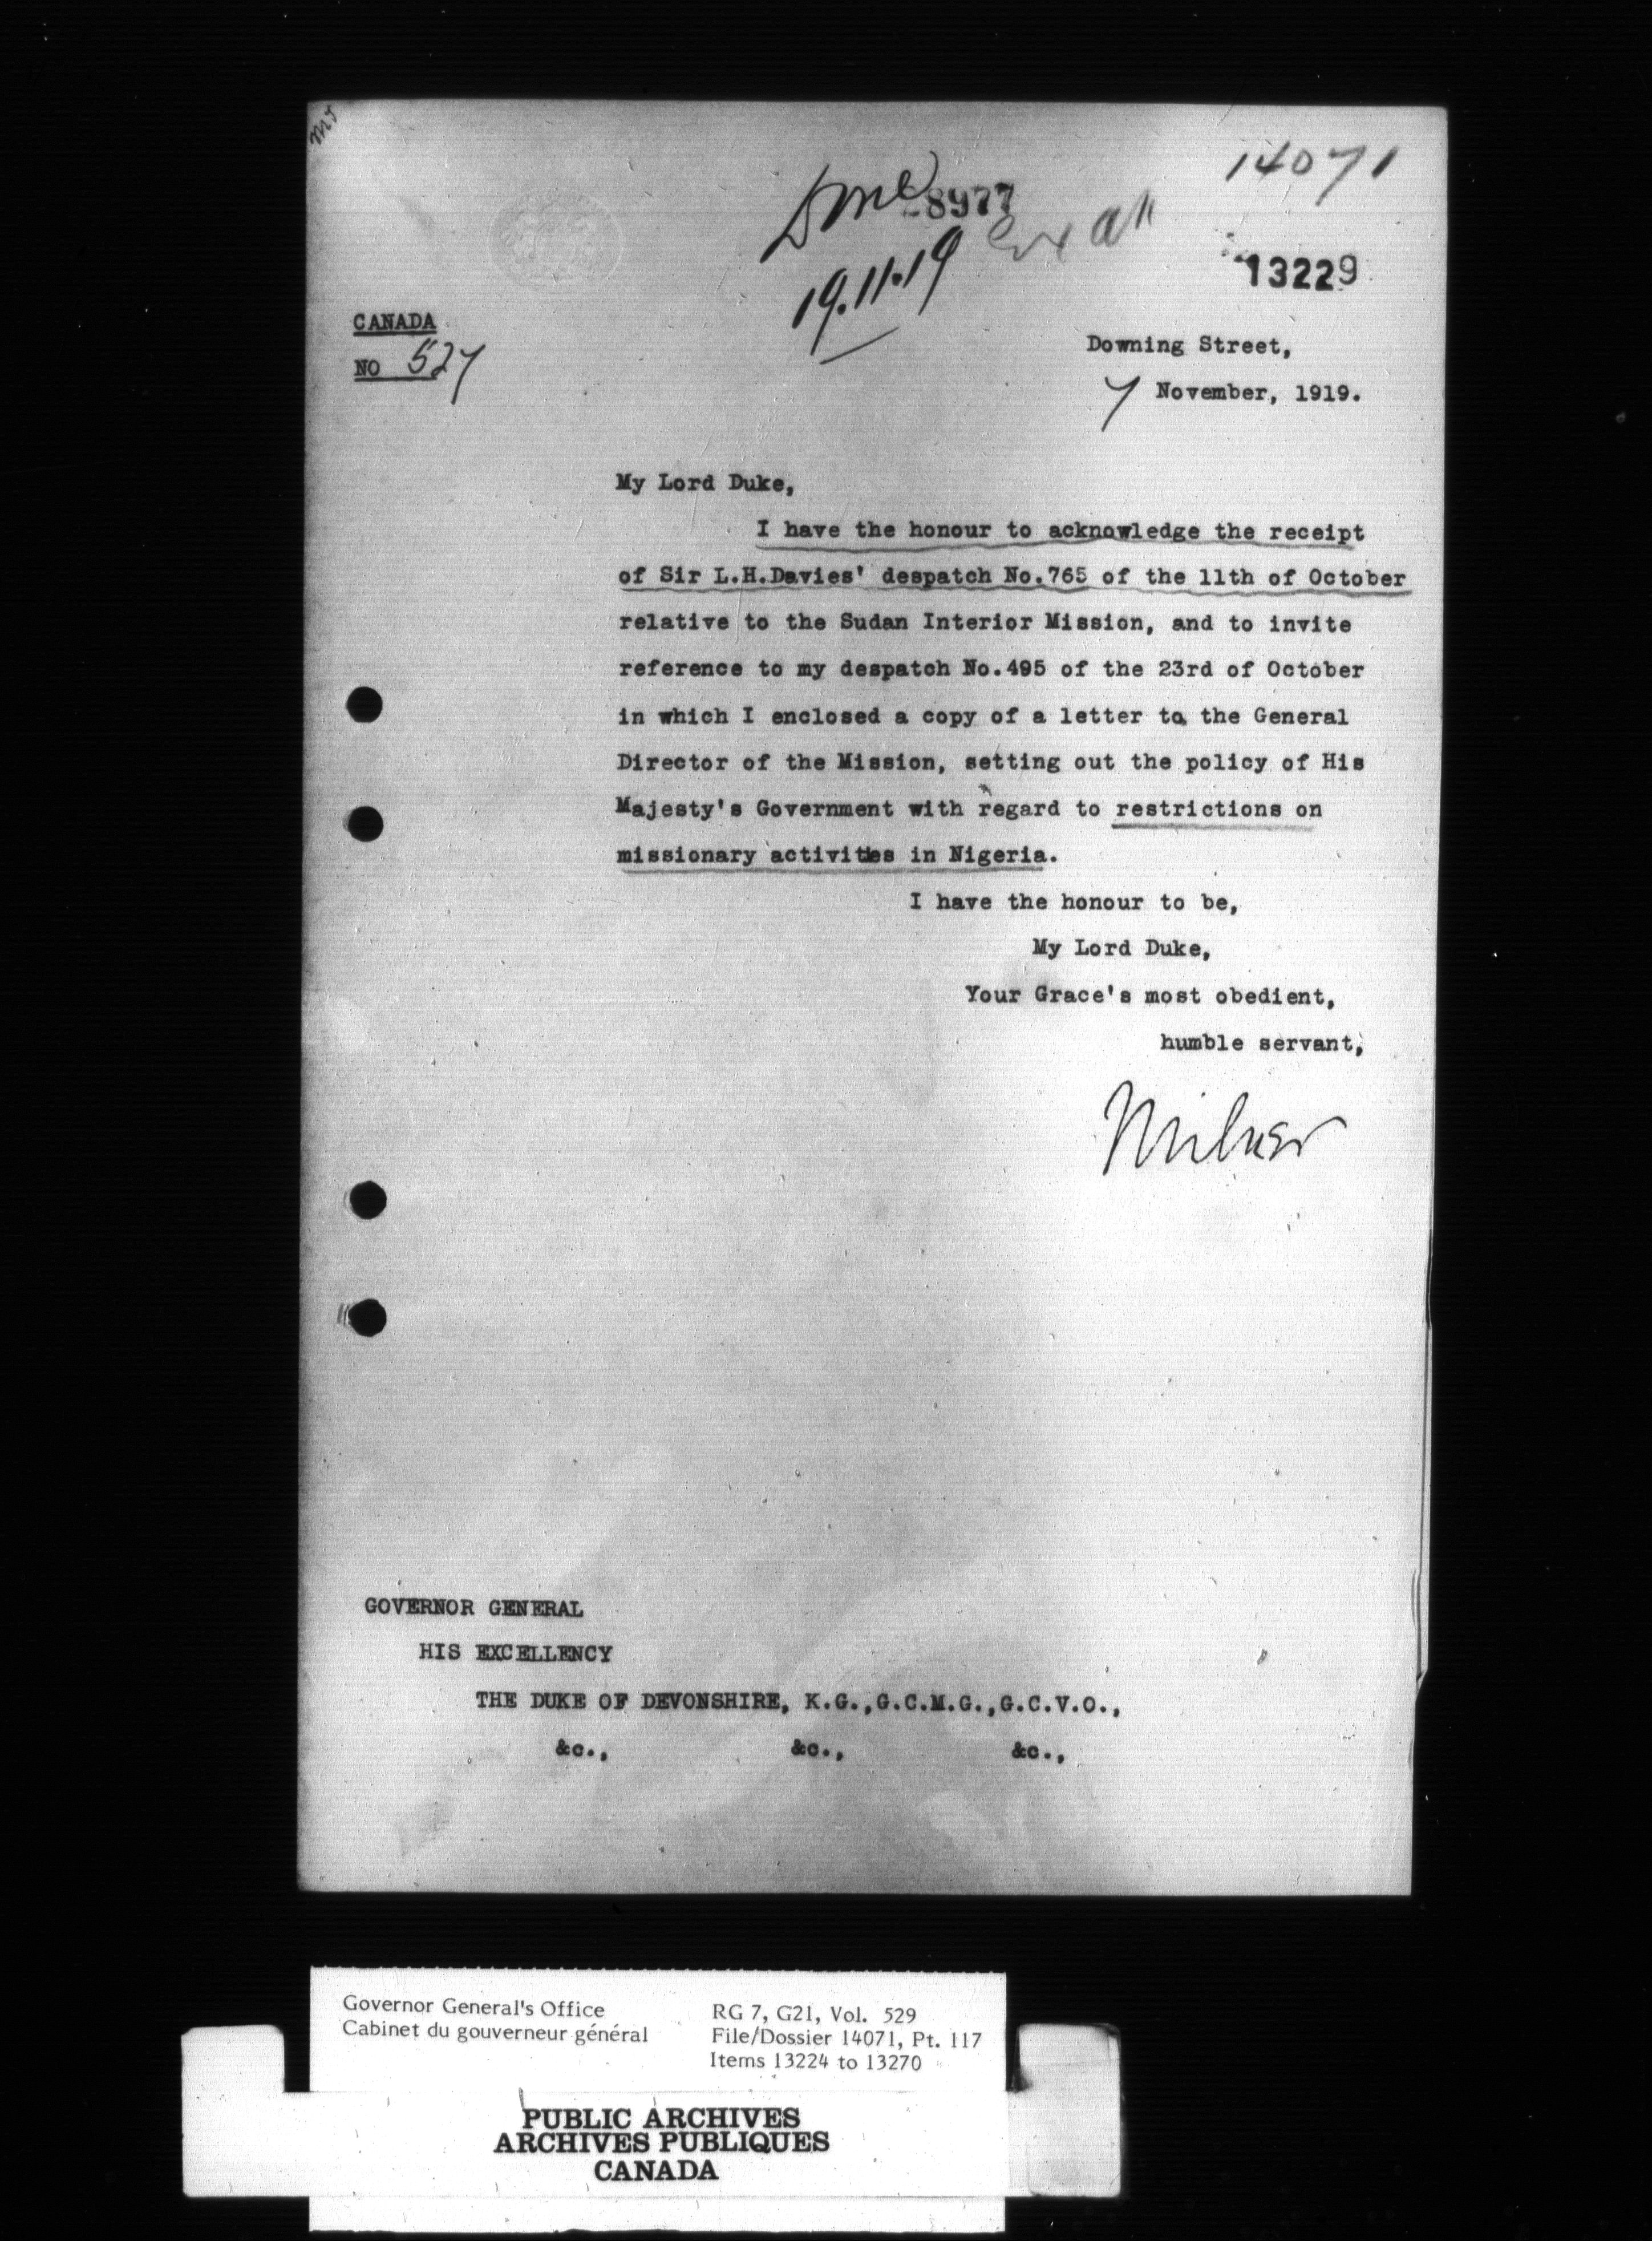 14071
Dme
8977
19.11.19
13229
CANADA
NO 527
Downing Street,
7 November, 1919.
My Lord Duke,
I have the honour to acknowledge the receipt
of Sir L.H.Davies' despatch No.765 of the 11th of October
relative to the Sudan Interior Mission, and to invite
reference to my despatch No.495 of the 23rd of October
in which I enclosed a copy of a letter to the General
Director of the Mission, setting out the policy of His
Majesty's Government with regard to restrictions on
missionary activities in Nigeria.
I have the honour to be,
My Lord Duke,
Your Grace's most obedient,
humble servant,
Milner
GOVERNOR GENERAL
HIS EXCELLENCY
THE DUKE OF DEVONSHIRE, K.G.,G.C.M.G.,G.C.V.O.,
&c., &c., &c.,
Governor General's Office
Cabinet du gouverneur général
RG 7, G21, Vol. 529
File/Dossier 14071, Pt. 117
Items 13224 to 13270
PUBLIC ARCHIVES
ARCHIVES PUBLIQUES
CANADA